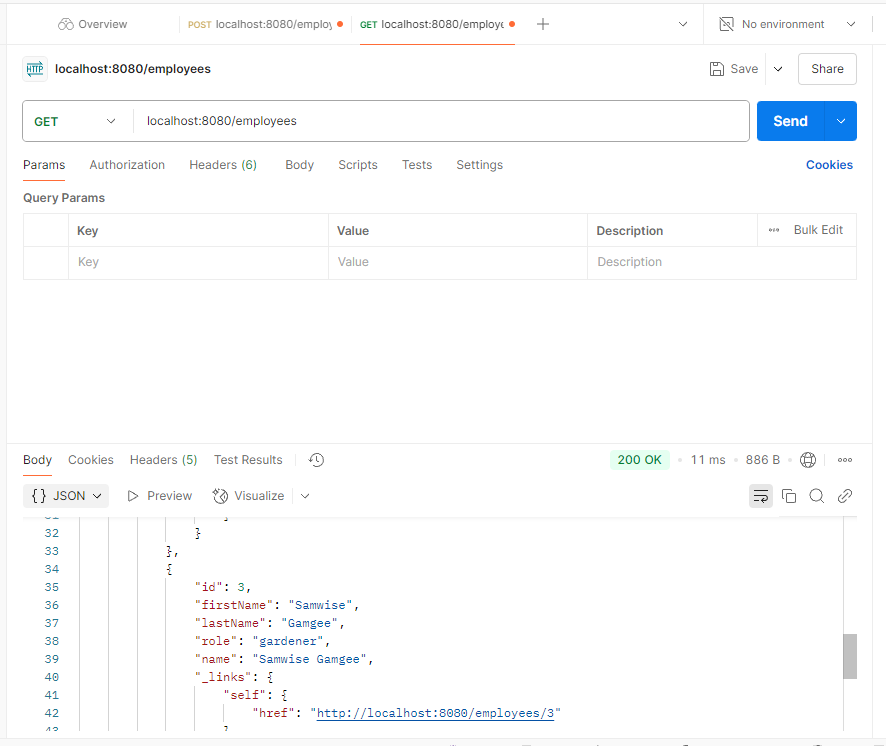 Overview
POST localhost:8080/employ
GET localhost:8080/employe
No environment
HTTP localhost:8080/employees
Save
Share
GET
localhost:8080/employees
Send
Params Authorization Headers (6) Body Scripts Tests Settings
Cookies
Query Params
Key Value Description
Bulk Edit
Key Value Description
Body Cookies Headers (5) Test Results
200 OK 11 ms 886 B
{} JSON Preview Visualize
32 }
33 },
34 {
35 "id": 3,
36 "firstName": "Samwise",
37 "lastName": "Gamgee",
38 "role": "gardener",
39 "name": "Samwise Gamgee",
40 "_links": {
41 "self": {
42 "href": "http://localhost:8080/employees/3"